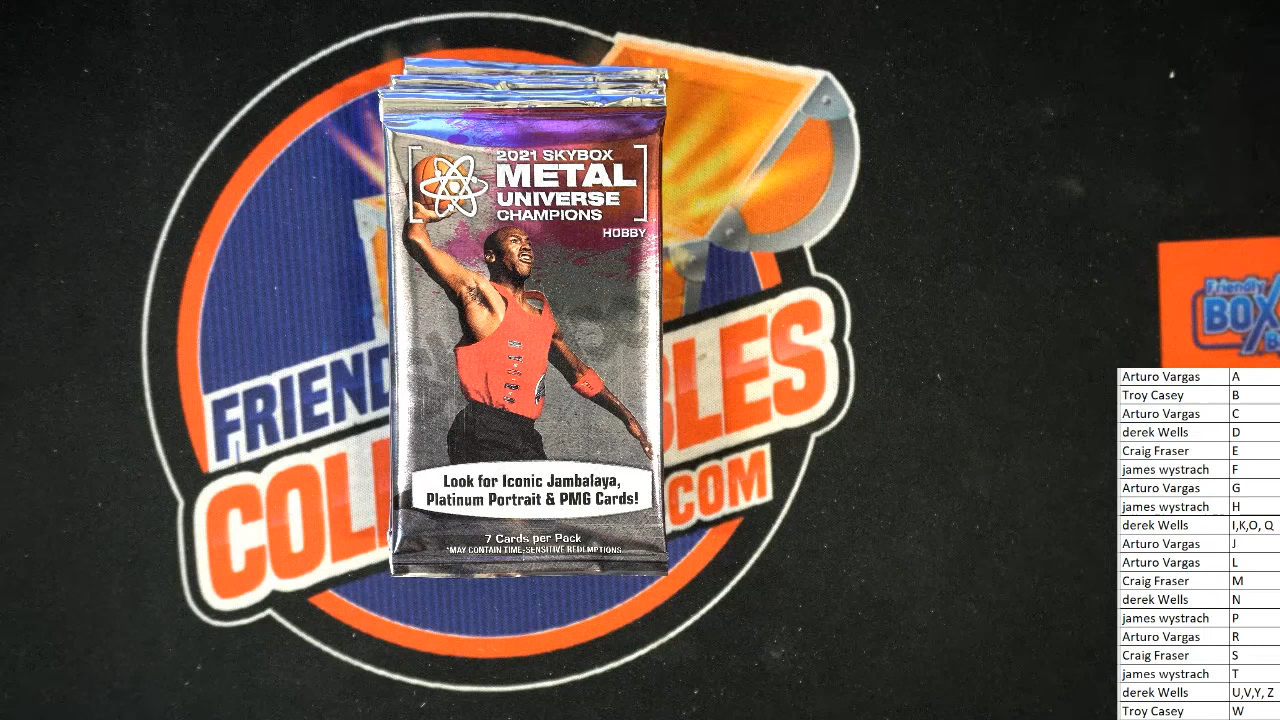 2021 SKYBOX
METAL
UNIVERSE
CHAMPIONS
HOBBY
Look for Iconic Jambalaya,
Platinum Portrait & PMG Cards!
7 Cards per Pack
*MAY CONTAIN TIME-SENSITIVE REDEMPTIONS
.COM
Friendly
BOX
Arturo Vargas A
Troy Casey B
Arturo Vargas C
derek Wells D
Craig Fraser E
james wystrach F
Arturo Vargas G
james wystrach H
derek Wells I,K,O, Q
Arturo Vargas J
Arturo Vargas L
Craig Fraser M
derek Wells N
james wystrach P
Arturo Vargas R
Craig Fraser S
james wystrach T
derek Wells U,V,Y, Z
Troy Casey W